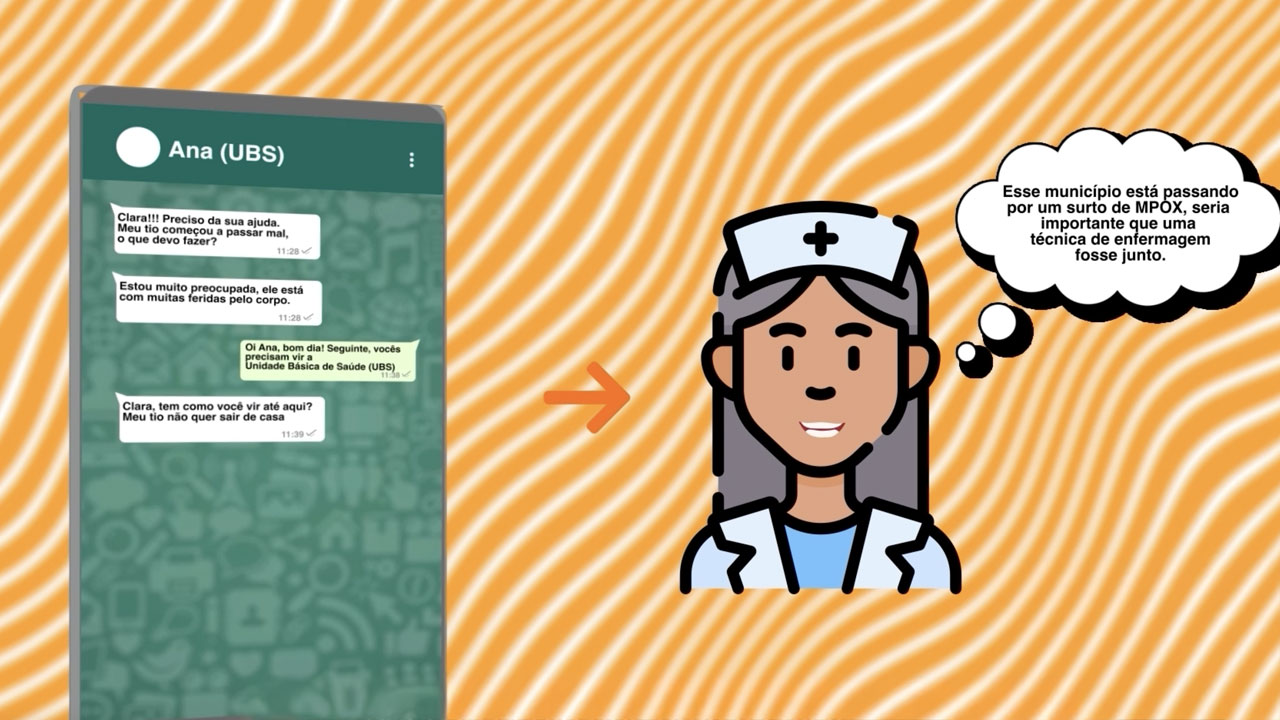 Ana (UBS)
Clara!!! Preciso da sua ajuda.
Meu tio começou a passar mal,
o que devo fazer?
11:28
Estou muito preocupada, ele está
com muitas feridas pelo corpo.
11:28
Oi Ana, bom dia! Seguinte, vocês
precisam vir a
Unidade Básica de Saúde (UBS)
11:38
Clara, tem como você vir até aqui?
Meu tio não quer sair de casa
11:39
Esse município está passando
por um surto de MPOX, seria
importante que uma
técnica de enfermagem
fosse junto.